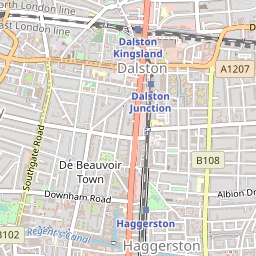 North London line
East London line
Dalston
Kingsland
Dalston
A1207
Dalston
Junction
Southgate Road
B108
De Beauvoir
Town
Downham Road
Albion Dr
Haggerston
B102
Regent's Canal
Haggerston